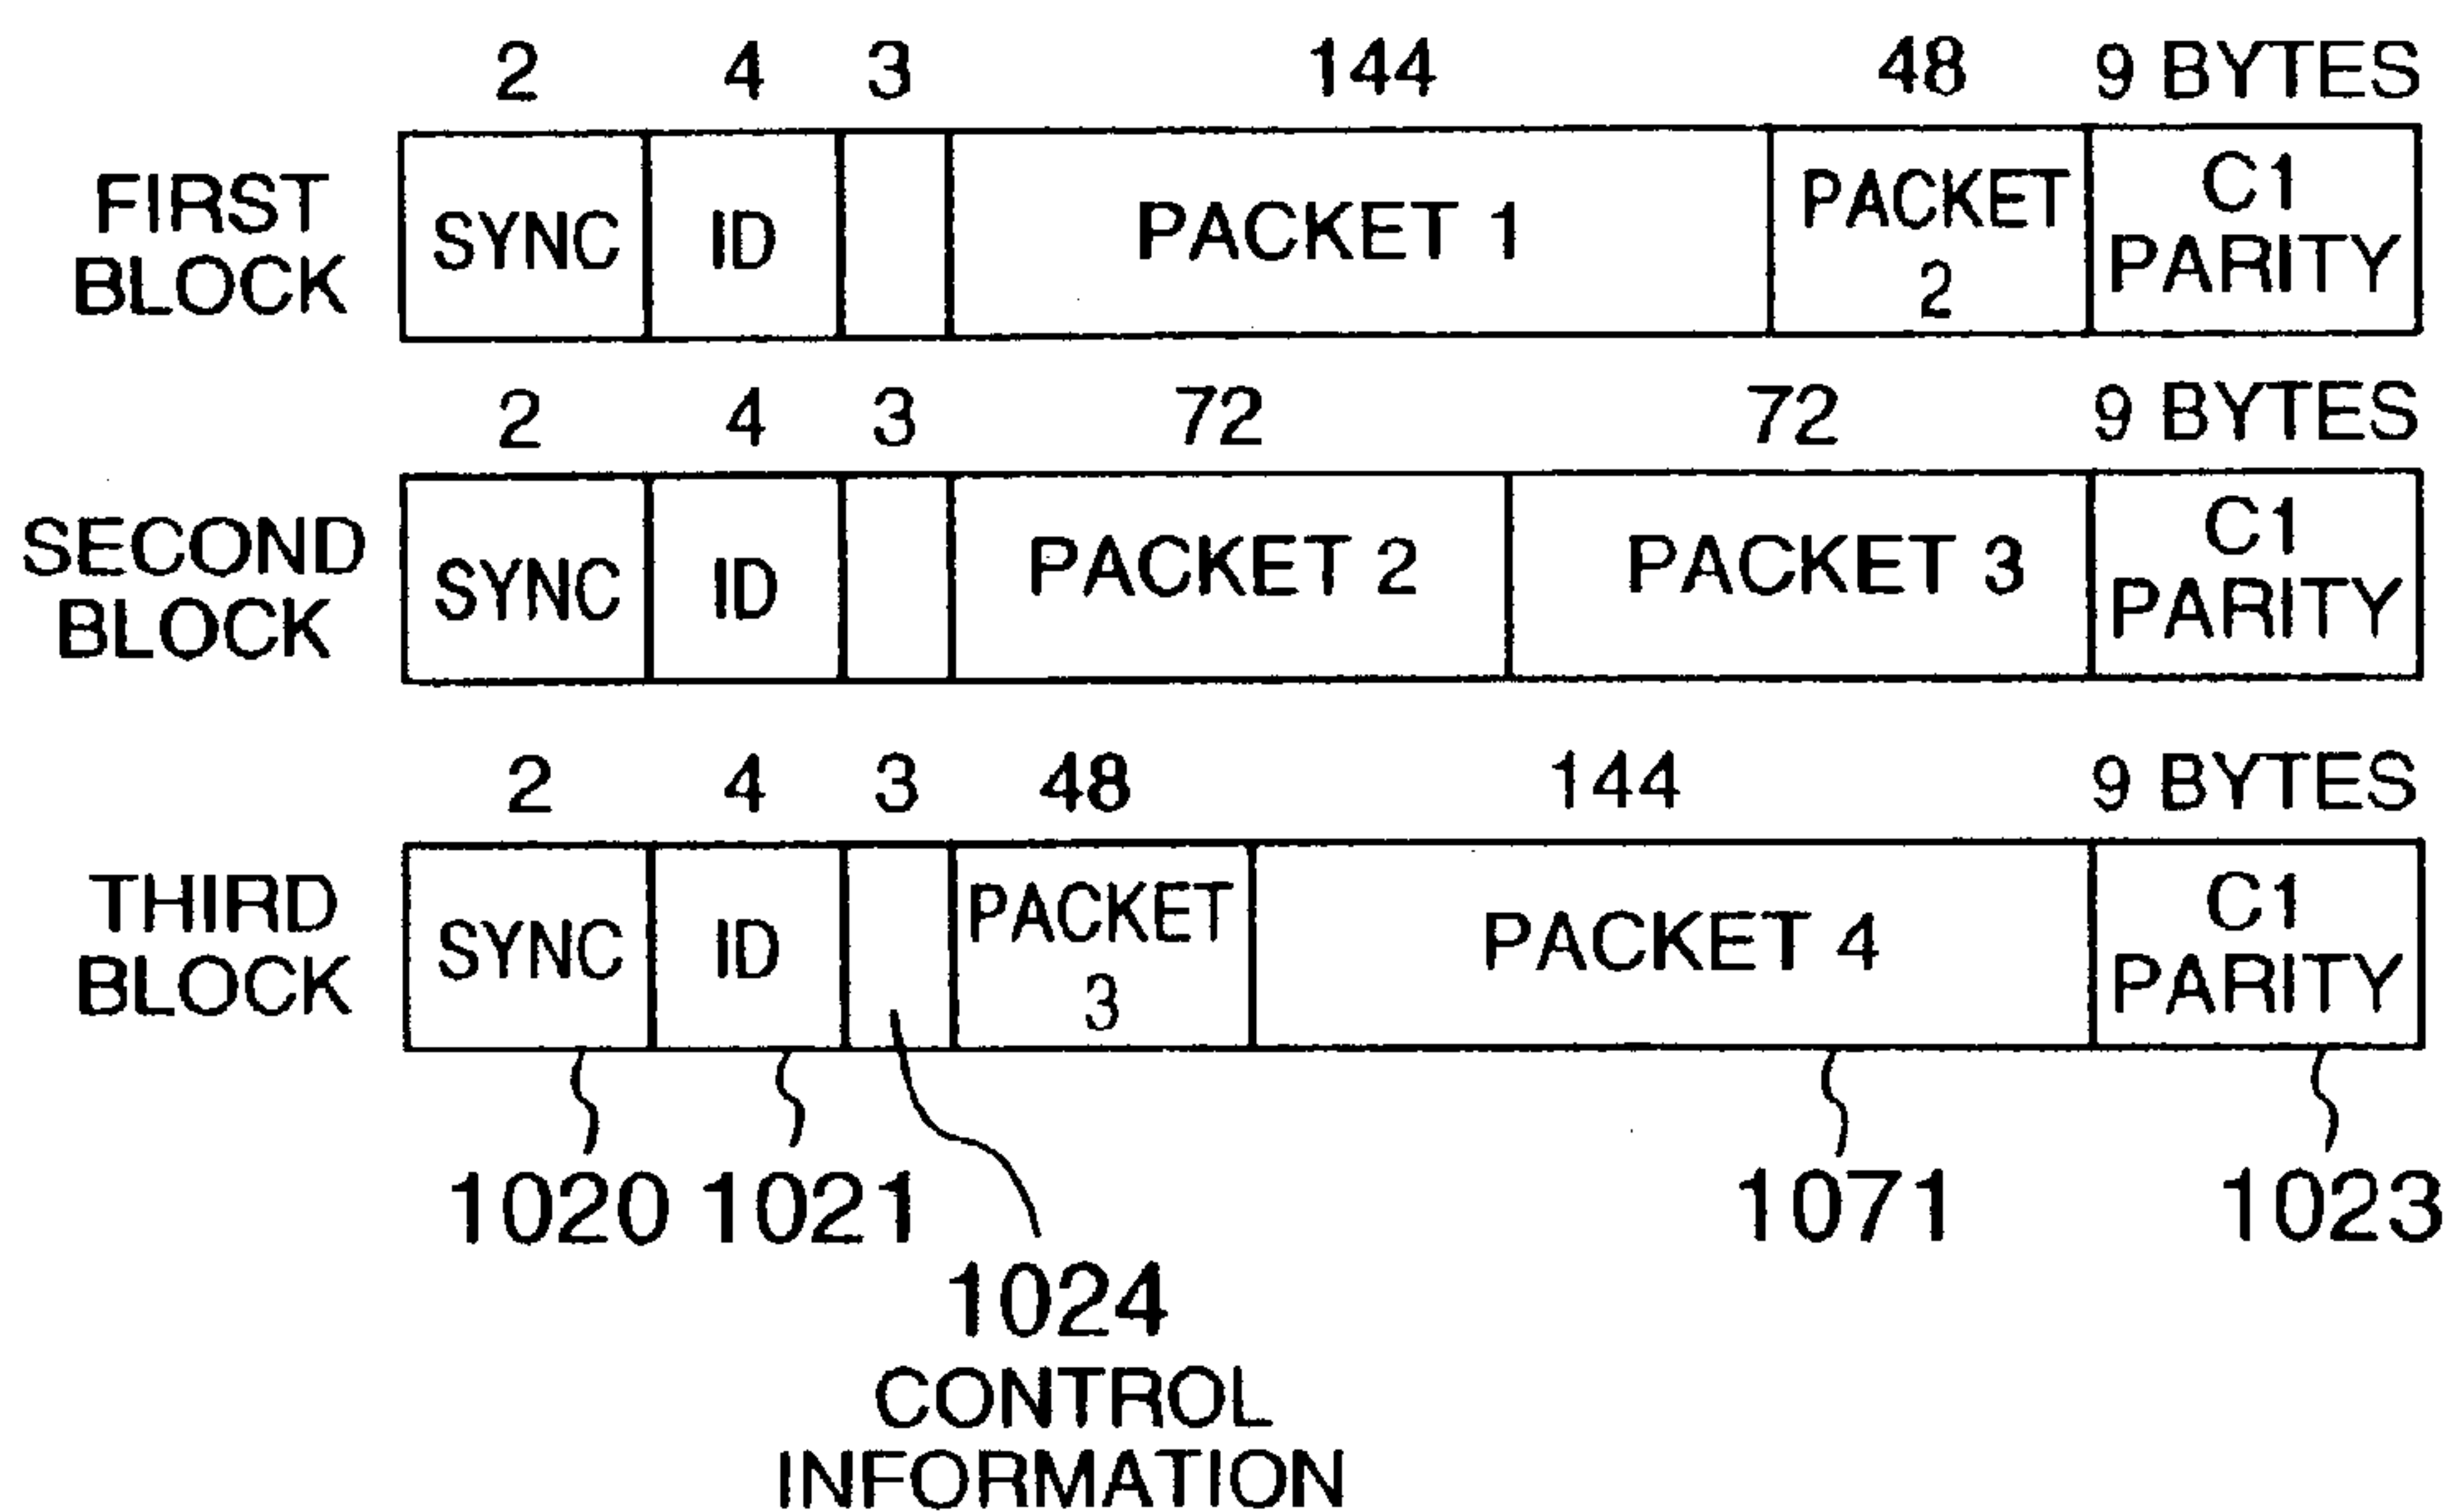 2 4 3 144 48 9 BYTES
FIRST BLOCK
SYNC ID PACKET 1 PACKET 2 C1 PARITY
2 4 3 72 72 9 BYTES
SECOND BLOCK
SYNC ID PACKET 2 PACKET 3 C1 PARITY
2 4 3 48 144 9 BYTES
THIRD BLOCK
SYNC ID PACKET 3 PACKET 4 C1 PARITY
1020 1021 1071 1023
1024
CONTROL
INFORMATION